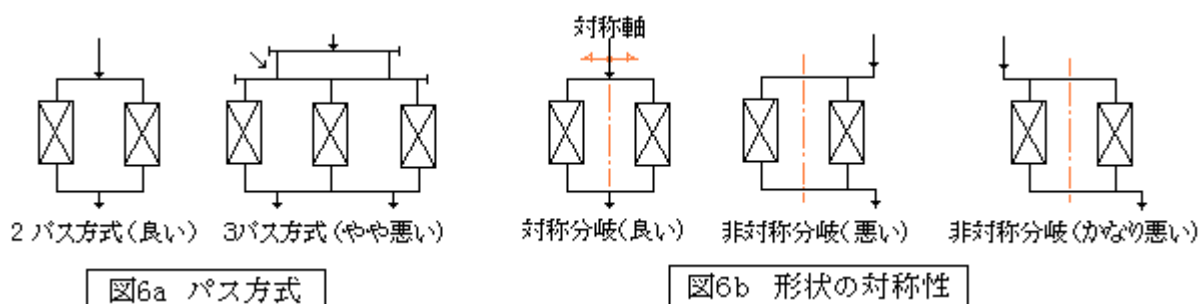 対称軸
2 パス方式(良い)
3パス方式(やや悪い)
対称分岐(良い)
非対称分岐(悪い)
非対称分岐(かなり悪い)
図6a パス方式
図6b 形状の対称性